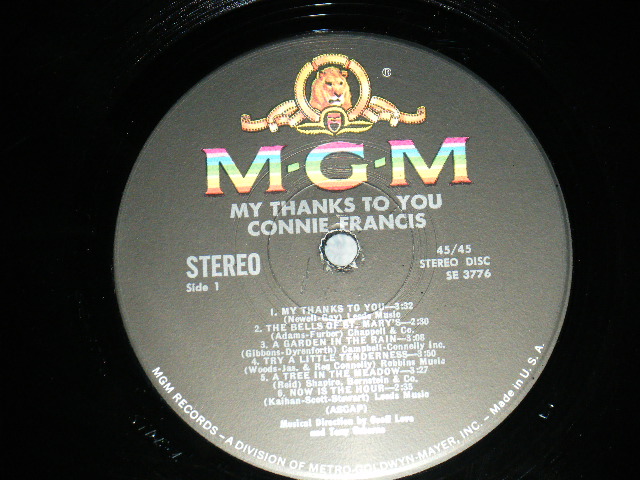 ®
M·G·M
MY THANKS TO YOU
CONNIE FRANCIS
STEREO
Side 1
45/45
STEREO DISC
SE 3776
1. MY THANKS TO YOU—3:32
(Newell-Gay) Leeds Music
2. THE BELLS OF ST. MARY'S—2:30
(Adams-Furber) Chappell & Co.
3. A GARDEN IN THE RAIN—3:08
(Gibbons-Dyrenforth) Campbell-Connelly Inc.
4. TRY A LITTLE TENDERNESS—3:50
(Woods-Jas. & Reg Connelly) Robbins Music
5. A TREE IN THE MEADOW—3:27
(Reid) Shapiro, Bernstein & Co.
6. NOW IS THE HOUR—2:35
(Kaihan-Scott-Stewart) Leeds Music
(ASCAP)
Musical Direction by Geoff Love
and Tony
MGM RECORDS – A DIVISION OF METRO-GOLDWYN-MAYER, INC. – Made in U.S.A.